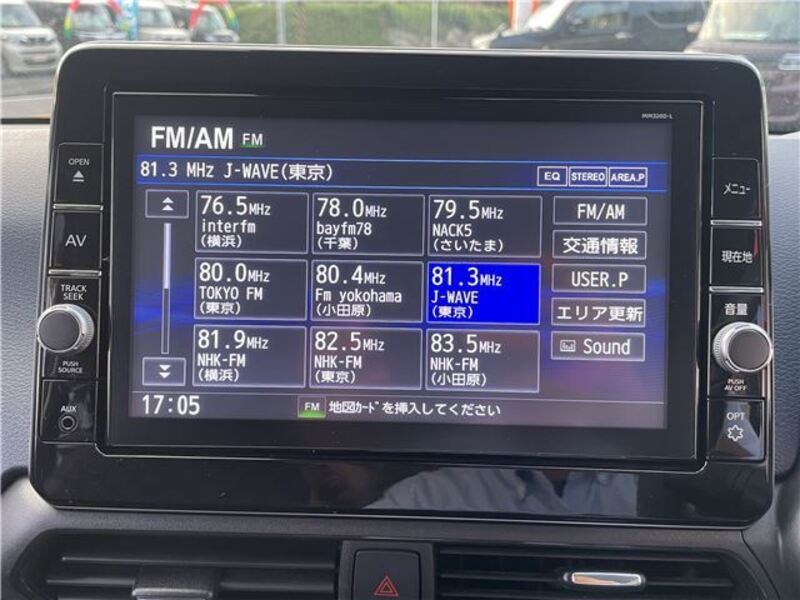 MM320D-L
OPEN
AV
TRACK
SEEK
PUSH
SOURCE
AUX
FM/AM FM
81.3 MHz J-WAVE(東京)
EQ STEREO AREA.P
76.5MHz
interfm
(横浜)
78.0MHz
bayfm78
(千葉)
79.5MHz
NACK5
(さいたま)
FM/AM
80.0MHz
TOKYO FM
(東京)
80.4MHz
Fm yokohama
(小田原)
81.3MHz
J-WAVE
(東京)
交通情報
USER.P
エリア更新
81.9MHz
NHK-FM
(横浜)
82.5MHz
NHK-FM
(東京)
83.5MHz
NHK-FM
(小田原)
Sound
17:05
FM 地図ｶｰﾄﾞを挿入してください
メニュー
現在地
音量
PUSH
AV OFF
OPT